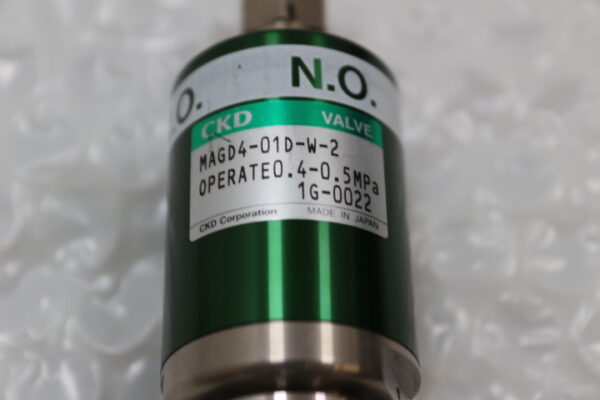 .O.
N.O.
CKD VALVE
MAGD4-01D-W-2
OPERATE0.4-0.5MPa
1G-0022
CKD Corporation MADE IN JAPAN